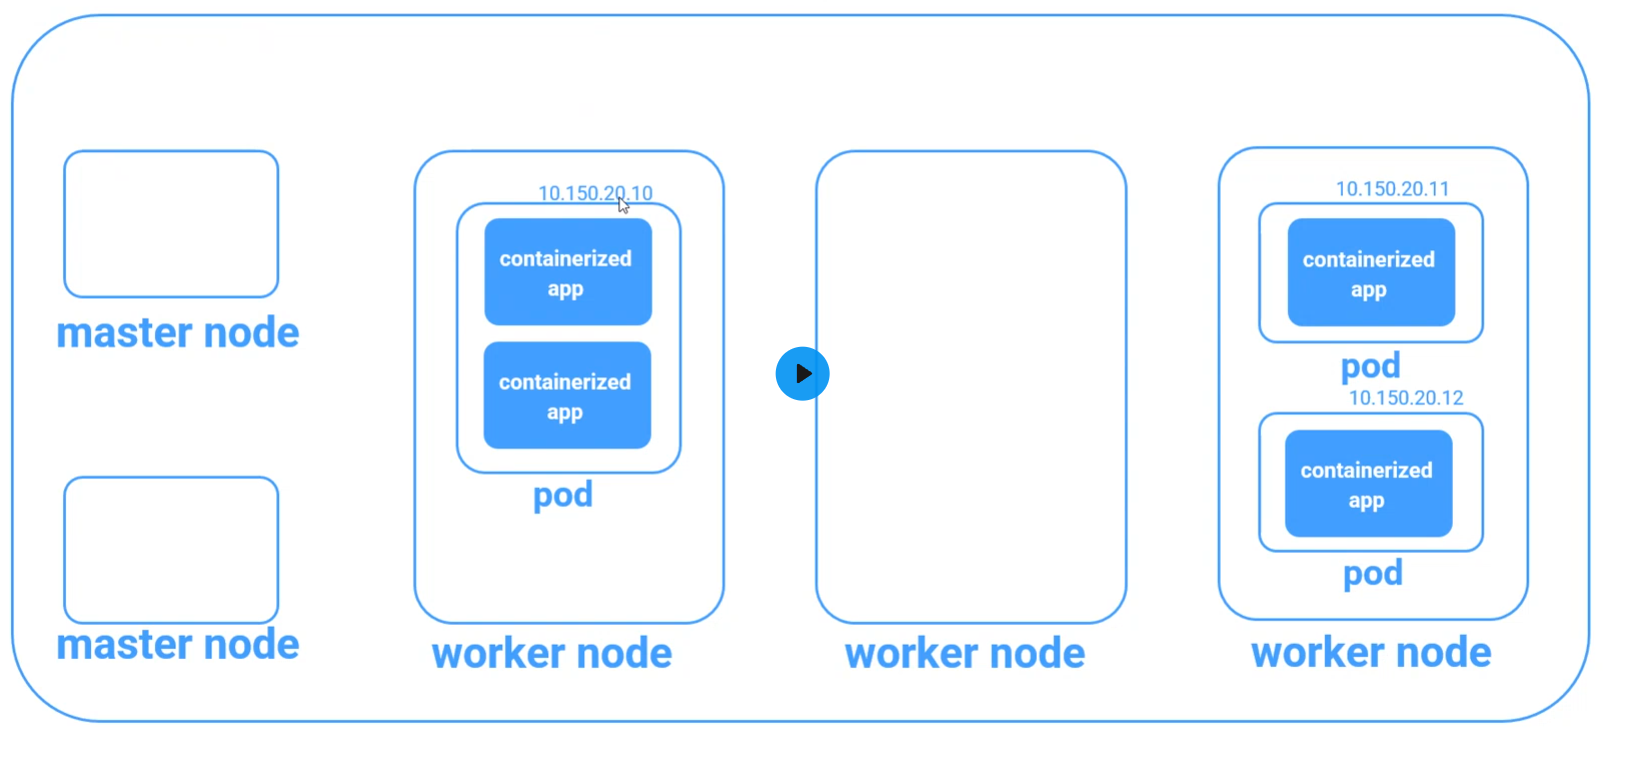 master node
master node
10.150.20.10
containerized
app
containerized
app
pod
worker node
worker node
10.150.20.11
containerized
app
pod
10.150.20.12
containerized
app
pod
worker node